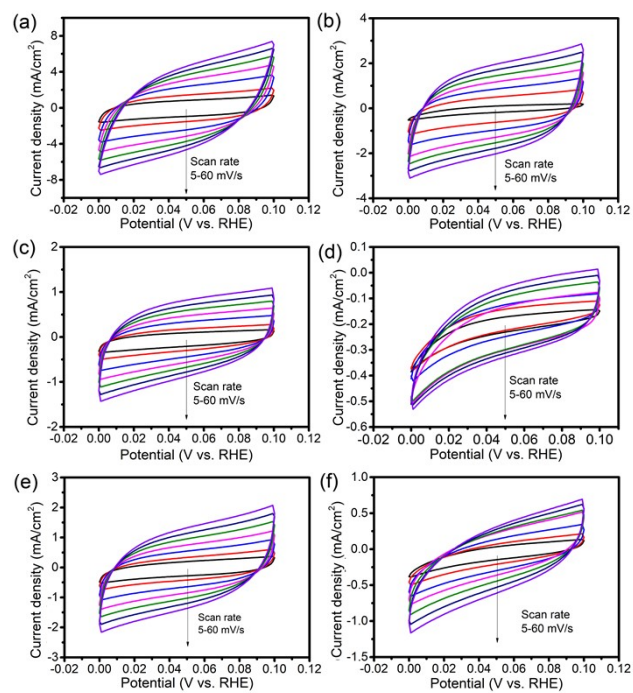 (a)
Current density (mA/cm²)
8
4
0
-4
-8
Scan rate
5-60 mV/s
-0.02 0.00 0.02 0.04 0.06 0.08 0.10 0.12
Potential (V vs. RHE)
(b)
Current density (mA/cm²)
4
2
0
-2
-4
Scan rate
5-60 mV/s
-0.02 0.00 0.02 0.04 0.06 0.08 0.10 0.12
Potential (V vs. RHE)
(c)
Current density (mA/cm²)
2
1
0
-1
-2
Scan rate
5-60 mV/s
-0.02 0.00 0.02 0.04 0.06 0.08 0.10 0.12
Potential (V vs. RHE)
(d)
Current density (mA/cm²)
0.1
0.0
-0.1
-0.2
-0.3
-0.4
-0.5
-0.6
Scan rate
5-60 mV/s
-0.02 0.00 0.02 0.04 0.06 0.08 0.10
Potential (V vs. RHE)
(e)
Current density (mA/cm²)
3
2
1
0
-1
-2
-3
Scan rate
5-60 mV/s
-0.02 0.00 0.02 0.04 0.06 0.08 0.10 0.12
Potential (V vs. RHE)
(f)
Current density (mA/cm²)
1.0
0.5
0.0
-0.5
-1.0
-1.5
Scan rate
5-60 mV/s
-0.02 0.00 0.02 0.04 0.06 0.08 0.10 0.12
Potential (V vs. RHE)